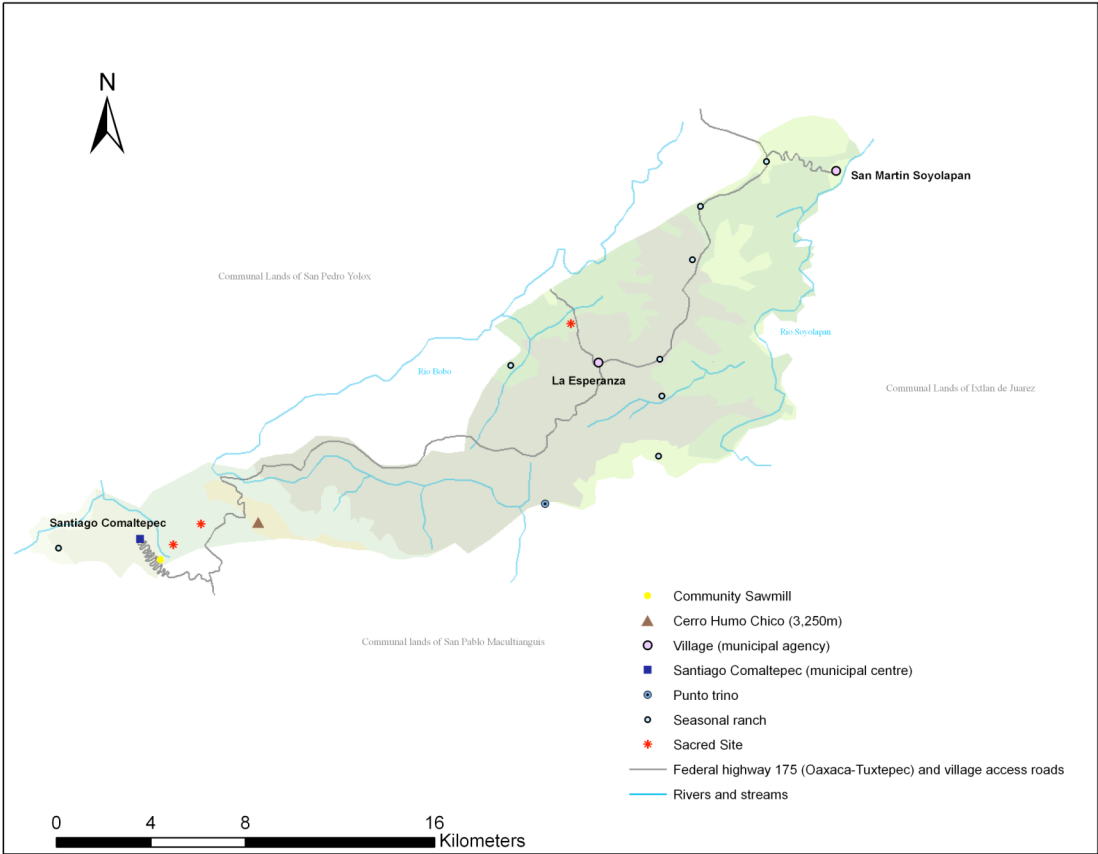 N
San Martin Soyolapan
Communal Lands of San Pedro Yolox
Rio Soyolapan
Rio Bobo
La Esperanza
Communal Lands of Ixtlan de Juarez
Santiago Comaltepec
Communal lands of San Pablo Macultianguis
Community Sawmill
Cerro Humo Chico (3,250m)
Village (municipal agency)
Santiago Comaltepec (municipal centre)
Punto trino
Seasonal ranch
Sacred Site
Federal highway 175 (Oaxaca-Tuxtepec) and village access roads
Rivers and streams
0 4 8 16
Kilometers